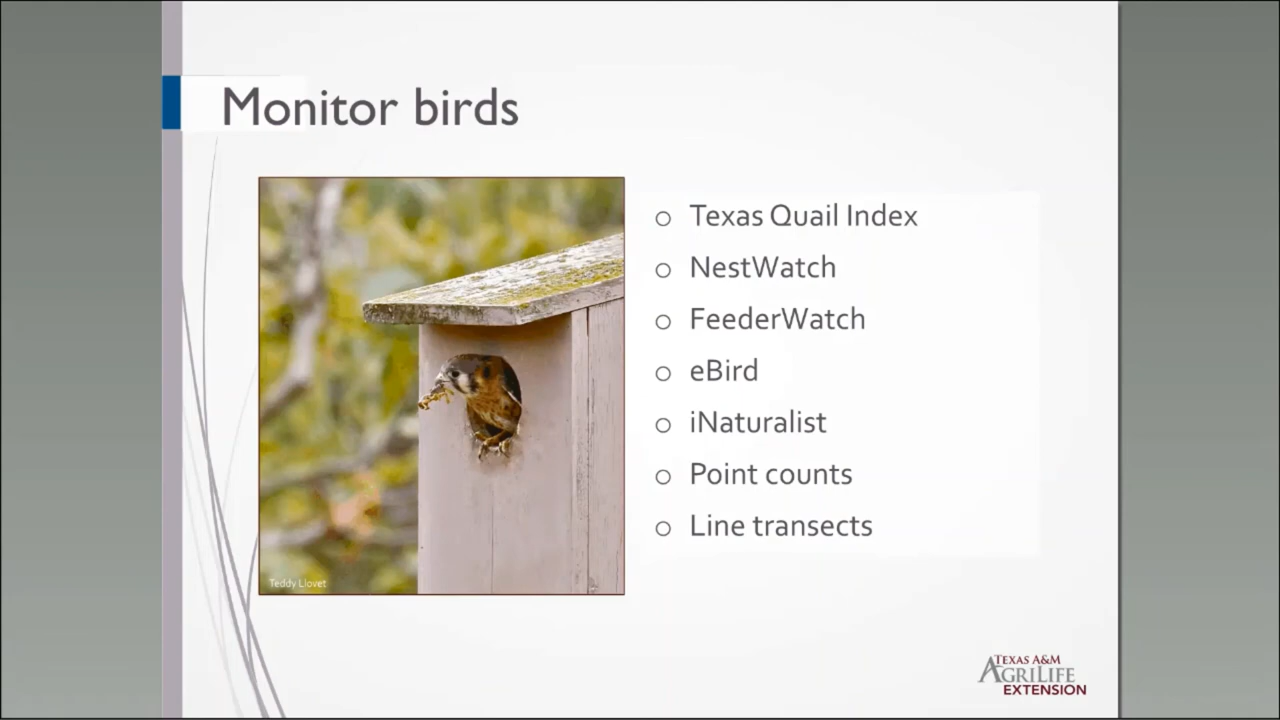 Monitor birds
Texas Quail Index
NestWatch
FeederWatch
eBird
iNaturalist
Point counts
Line transects
Teddy Llovet
TEXAS A&M
AGRILIFE
EXTENSION